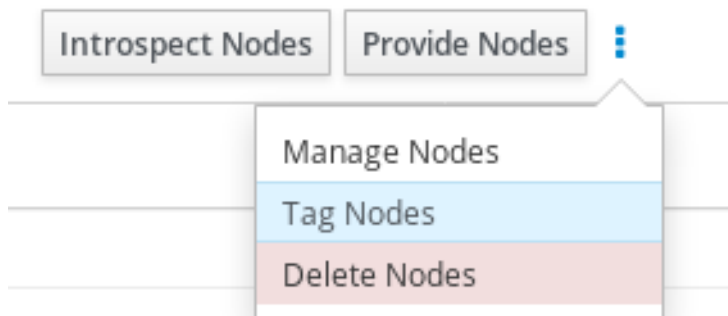 Introspect Nodes Provide Nodes
Manage Nodes
Tag Nodes
Delete Nodes